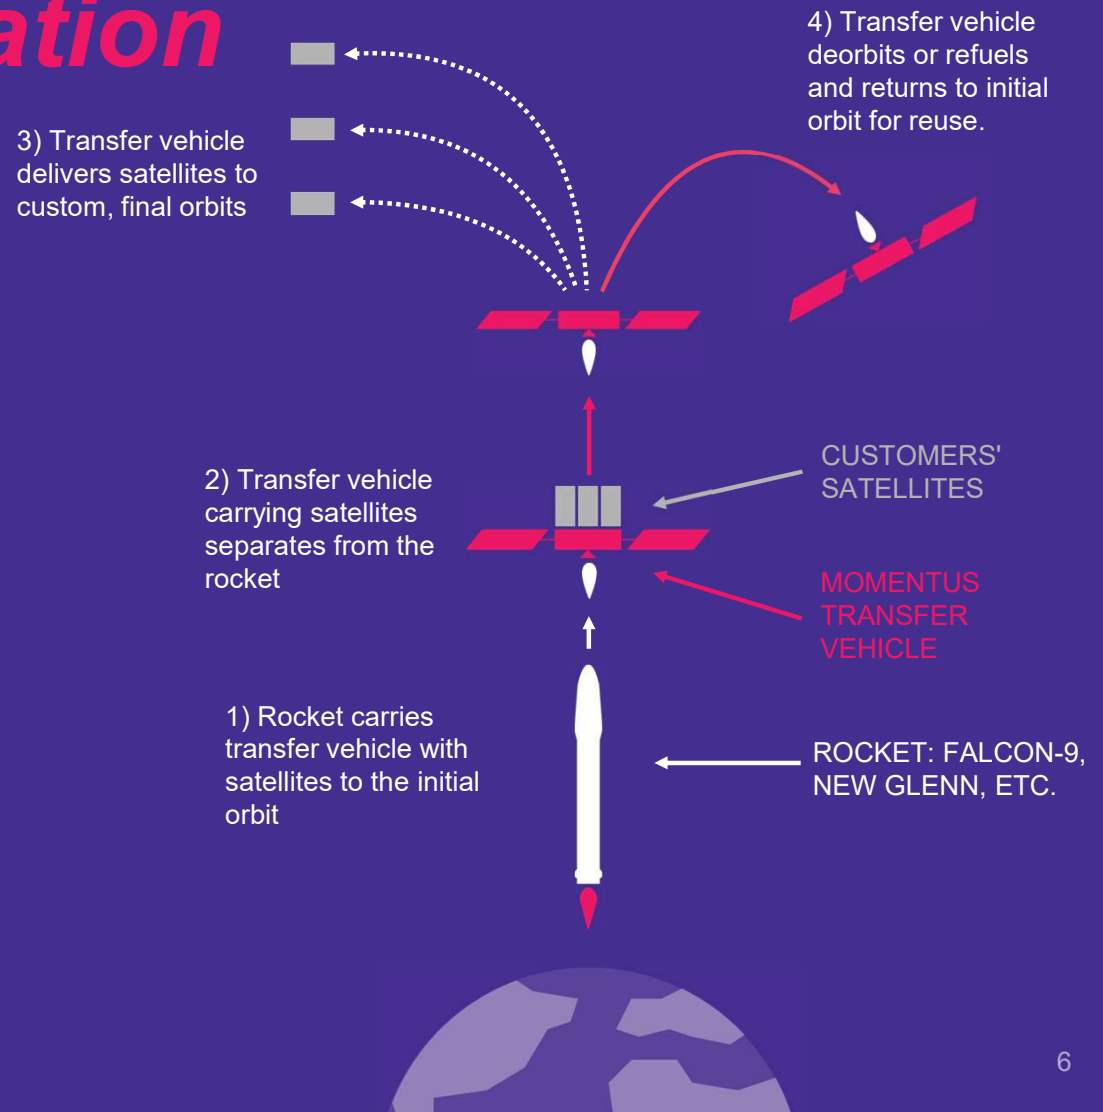 ation
4) Transfer vehicle
deorbits or refuels
and returns to initial
orbit for reuse.
3) Transfer vehicle
delivers satellites to
custom, final orbits
2) Transfer vehicle
carrying satellites
separates from the
rocket
CUSTOMERS'
SATELLITES
MOMENTUS
TRANSFER
VEHICLE
1) Rocket carries
transfer vehicle with
satellites to the initial
orbit
ROCKET: FALCON-9,
NEW GLENN, ETC.
6